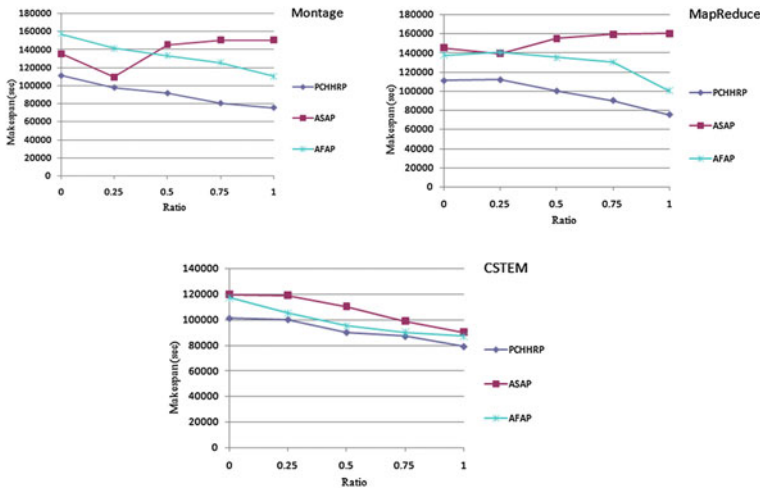 Montage
180000
160000
140000
120000
100000
80000
60000
40000
20000
0
Makespan(sec)
0 0.25 0.5 0.75 1
Ratio
PCHHRP
ASAP
AFAP
MapReduce
180000
160000
140000
120000
100000
80000
60000
40000
20000
0
Makespan(sec)
0 0.25 0.5 0.75 1
Ratio
PCHHRP
ASAP
AFAP
CSTEM
140000
120000
100000
80000
60000
40000
20000
0
Makespan(sec)
0 0.25 0.5 0.75 1
Ratio
PCHHRP
ASAP
AFAP